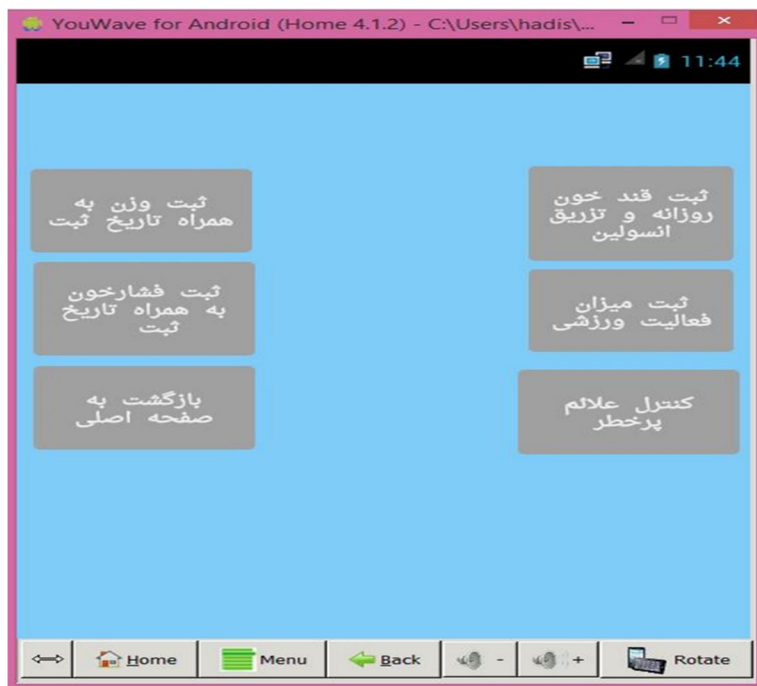 YouWave for Android (Home 4.1.2) - C:\Users\hadis\...
11:44
ثبت قند خون
روزانه و تزریق
انسولین
ثبت وزن به
همراه تاریخ ثبت
ثبت میزان
فعالیت ورزشی
ثبت فشارخون
به همراه تاریخ
ثبت
کنترل علائم
پرخطر
بازگشت به
صفحه اصلی
Home
Menu
Back
-
+
Rotate